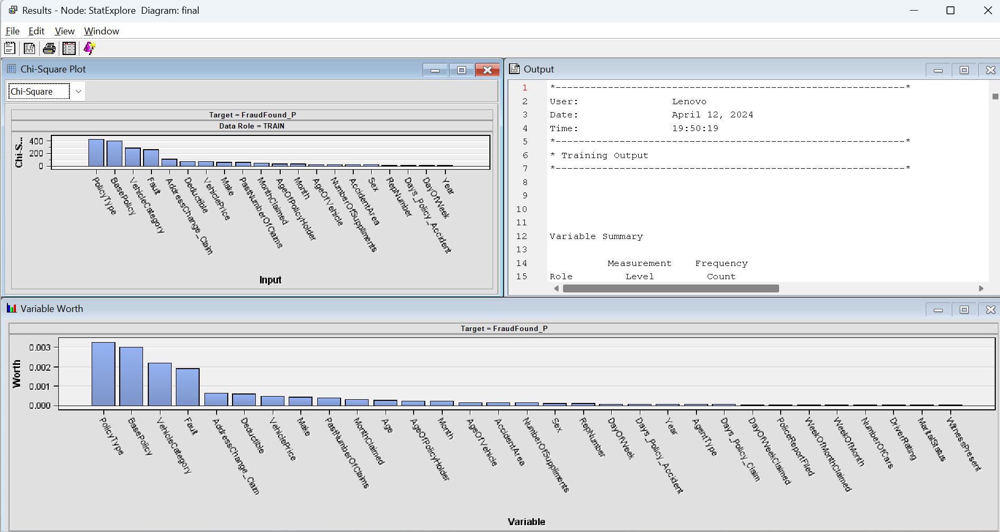 Results - Node: StatExplore  Diagram: final
File Edit View Window
Chi-Square Plot
Chi-Square
Target = FraudFound_P
Data Role = TRAIN
Chi-S...
400
200
0
PolicyType
BasePolicy
VehicleCategory
Fault
AddressChange_Claim
Deductible
VehiclePrice
Make
PastNumberOfClaims
MonthClaimed
AgeOfPolicyHolder
Month
AgeOfVehicle
NumberOfSuppliments
AccidentArea
Sex
RepNumber
Days_Policy_Accident
DayOfWeek
Year
Input
Output
1 *------------------------------------------------------------*
2 User: Lenovo
3 Date: April 12, 2024
4 Time: 19:50:19
5 *------------------------------------------------------------*
6 * Training Output
7 *------------------------------------------------------------*
8
9
10
11
12 Variable Summary
13
14 Measurement Frequency
15 Role Level Count
Variable Worth
Target = FraudFound_P
Worth
0.003
0.002
0.001
0.000
PolicyType
BasePolicy
VehicleCategory
Fault
AddressChange_Claim
Deductible
VehiclePrice
Make
PastNumberOfClaims
MonthClaimed
Age
AgeOfPolicyHolder
Month
AgeOfVehicle
AccidentArea
NumberOfSuppliments
Sex
RepNumber
DayOfWeek
Days_Policy_Accident
Year
AgentType
Days_Policy_Claim
DayOfWeekClaimed
PoliceReportFiled
WeekOfMonthClaimed
WeekOfMonth
NumberOfCars
DriverRating
MaritalStatus
WitnessPresent
Variable